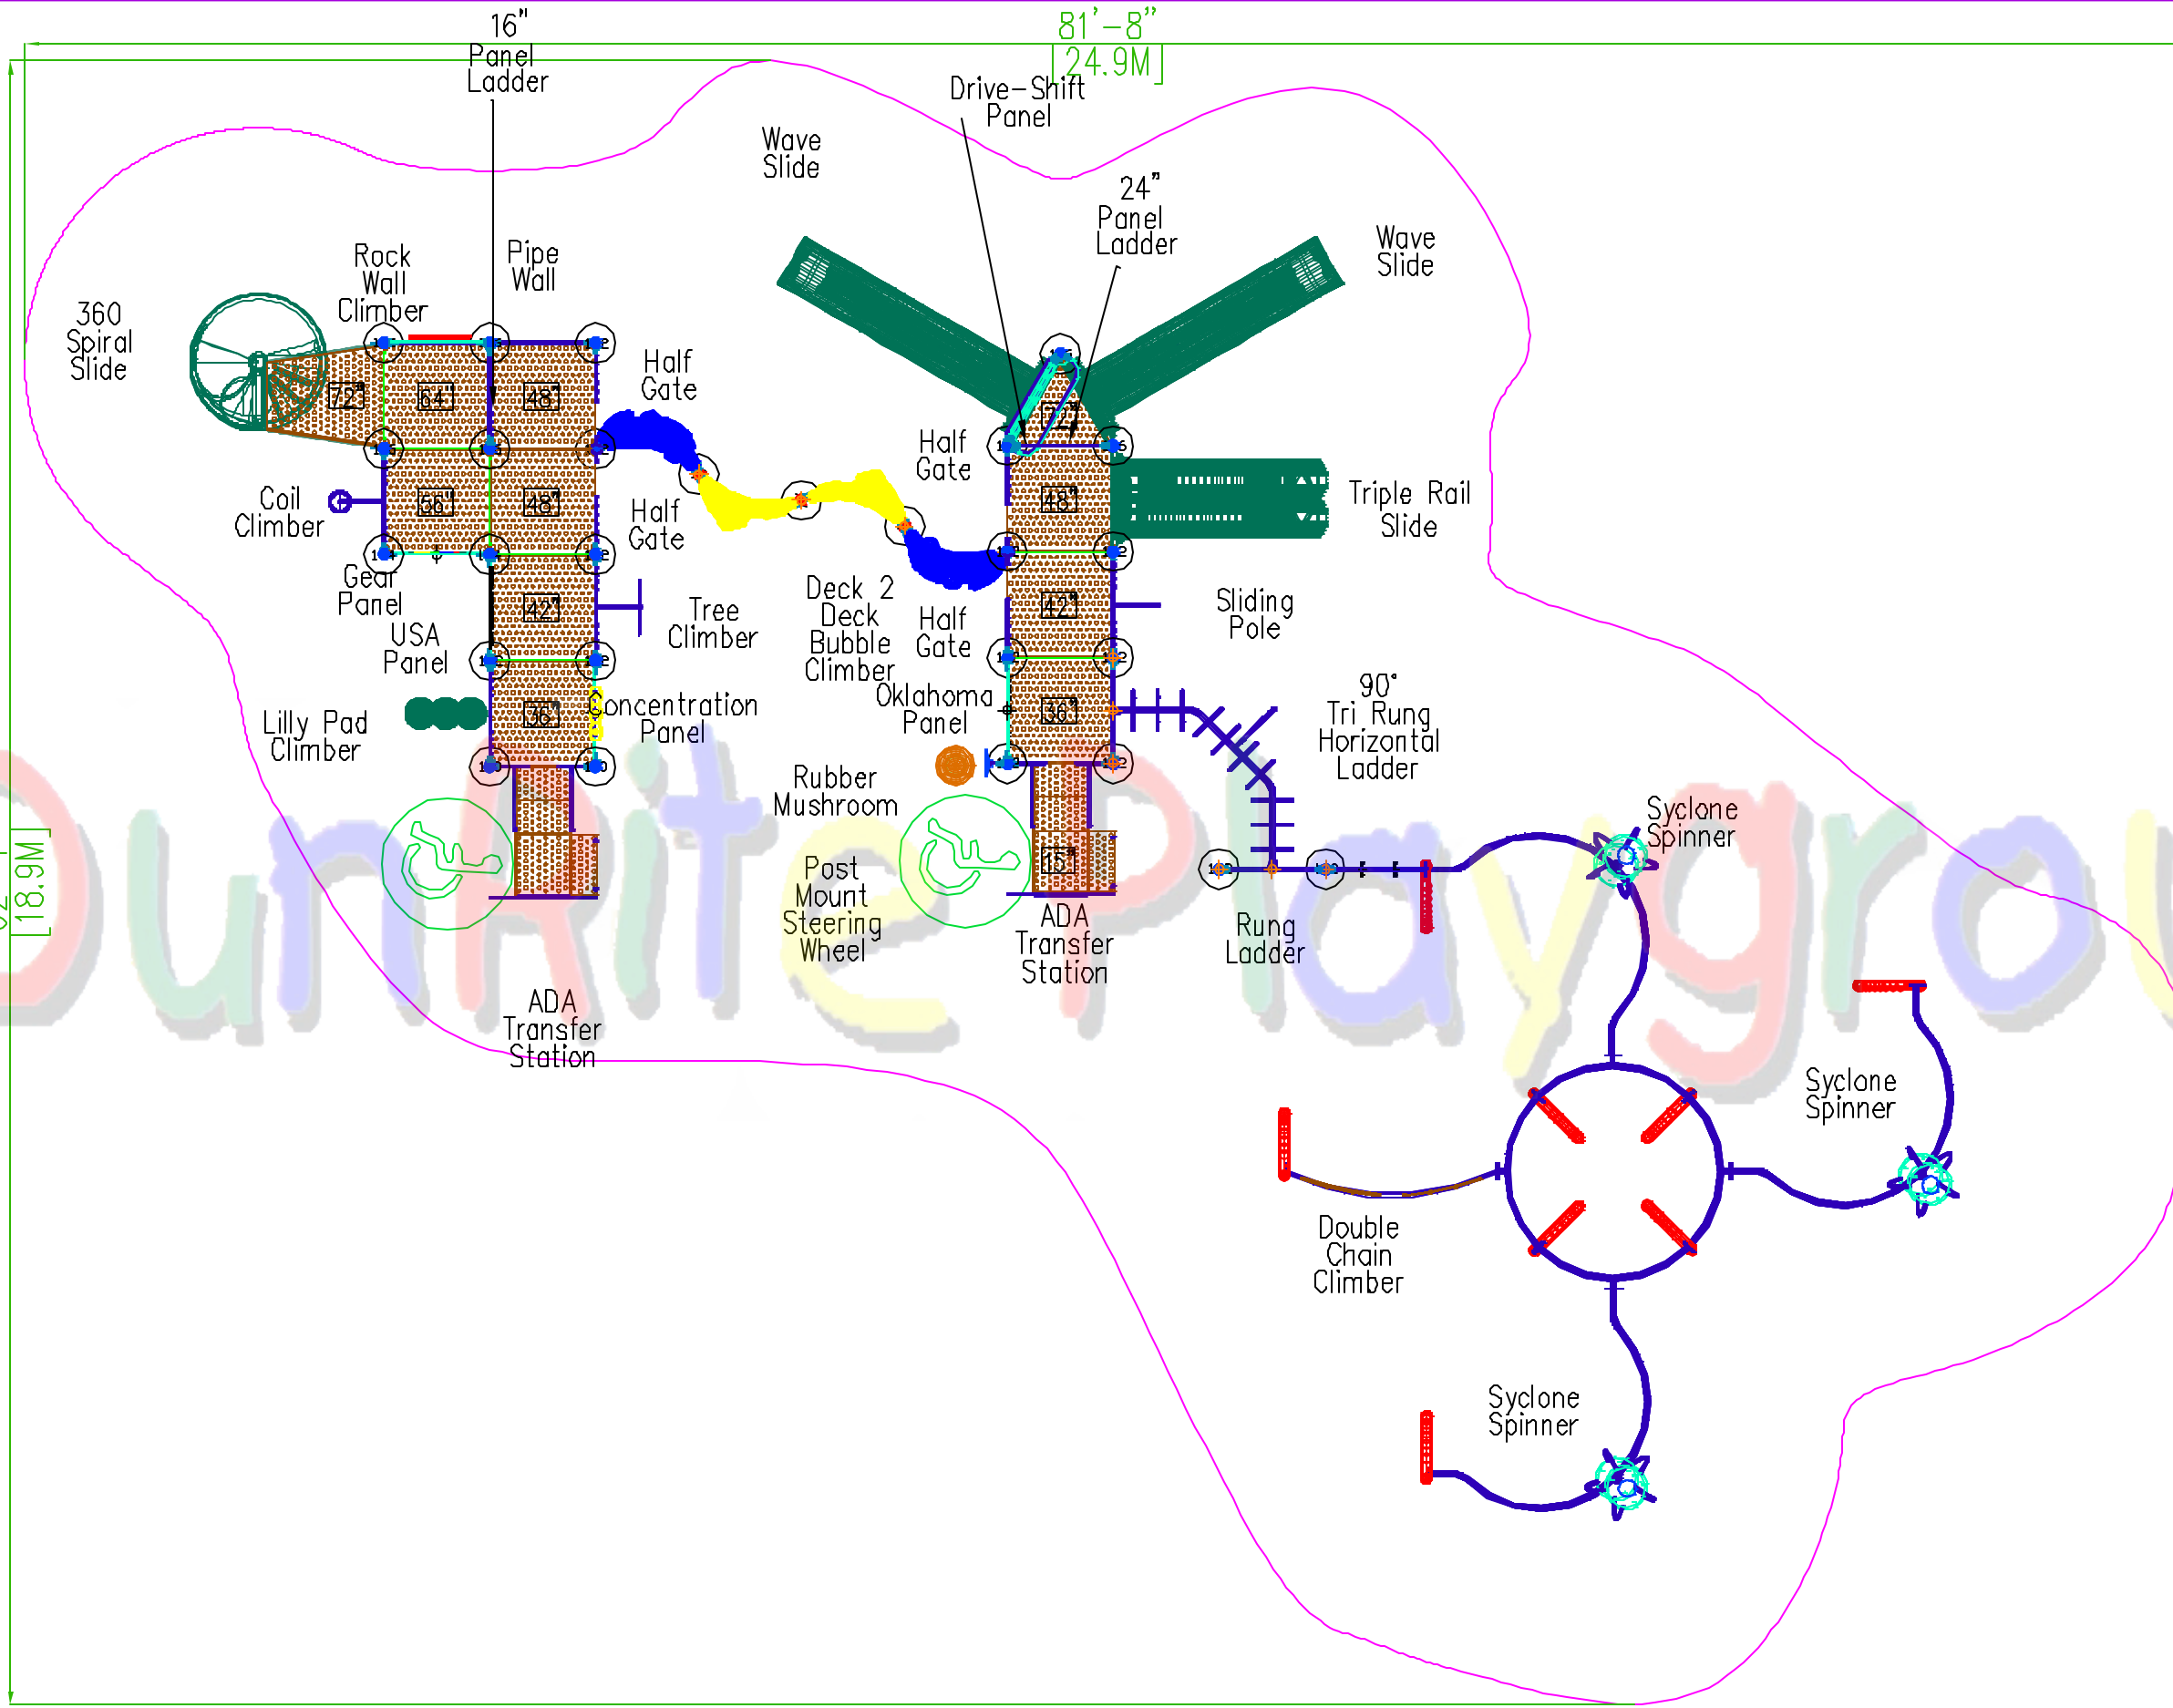 81'-8"
[24.9M]
16"
Panel
Ladder
Drive-Shift
Panel
Wave
Slide
24"
Panel
Ladder
Wave
Slide
Rock
Wall
Climber
Pipe
Wall
360
Spiral
Slide
Half
Gate
72"
64"
48"
Half
Gate
Coil
Climber
56"
48"
Half
Gate
48"
Triple Rail
Slide
Gear
Panel
42"
Tree
Climber
Deck 2
Deck
Bubble
Climber
Half
Gate
42"
Sliding
Pole
USA
Panel
Lilly Pad
Climber
36"
Concentration
Panel
Oklahoma
Panel
36"
90°
Tri Rung
Horizontal
Ladder
Rubber
Mushroom
Post
Mount
Steering
Wheel
15"
ADA
Transfer
Station
Rung
Ladder
Syclone
Spinner
[18.9M]
DunRite Playgrou
ADA
Transfer
Station
Syclone
Spinner
Double
Chain
Climber
Syclone
Spinner